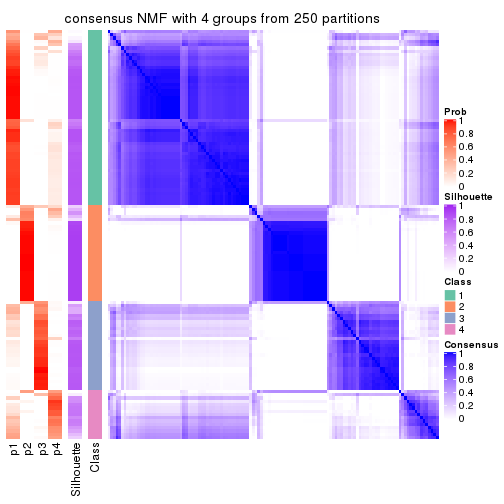 consensus NMF with 4 groups from 250 partitions
Prob
1
0.8
0.6
0.4
0.2
0
Silhouette
1
0.8
0.6
0.4
0.2
0
Class
1
2
3
4
Consensus
1
0.8
0.6
0.4
0.2
0
p1
p2
p3
p4
Silhouette
Class